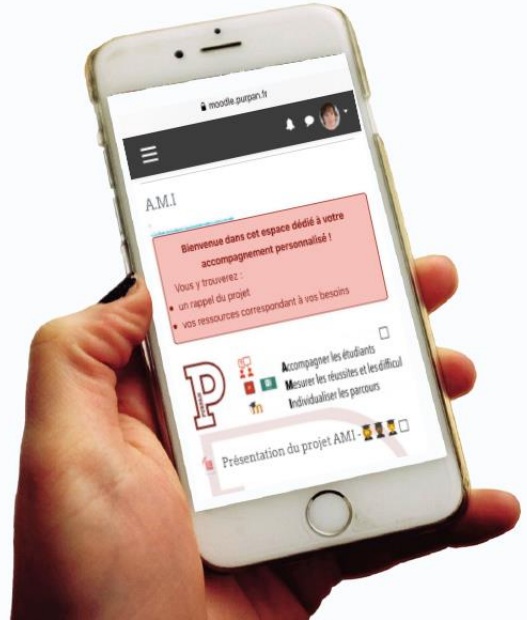 moodle.purpan.fr
A.M.I
Bienvenue dans cet espace dédié à votre
accompagnement personnalisé !
Vous y trouverez :
un rappel du projet
vos ressources correspondant à vos besoins
P
PURPAN
Accompagner les étudiants
Mesurer les réussites et les difficul
Individualiser les parcours
Présentation du projet AMI -